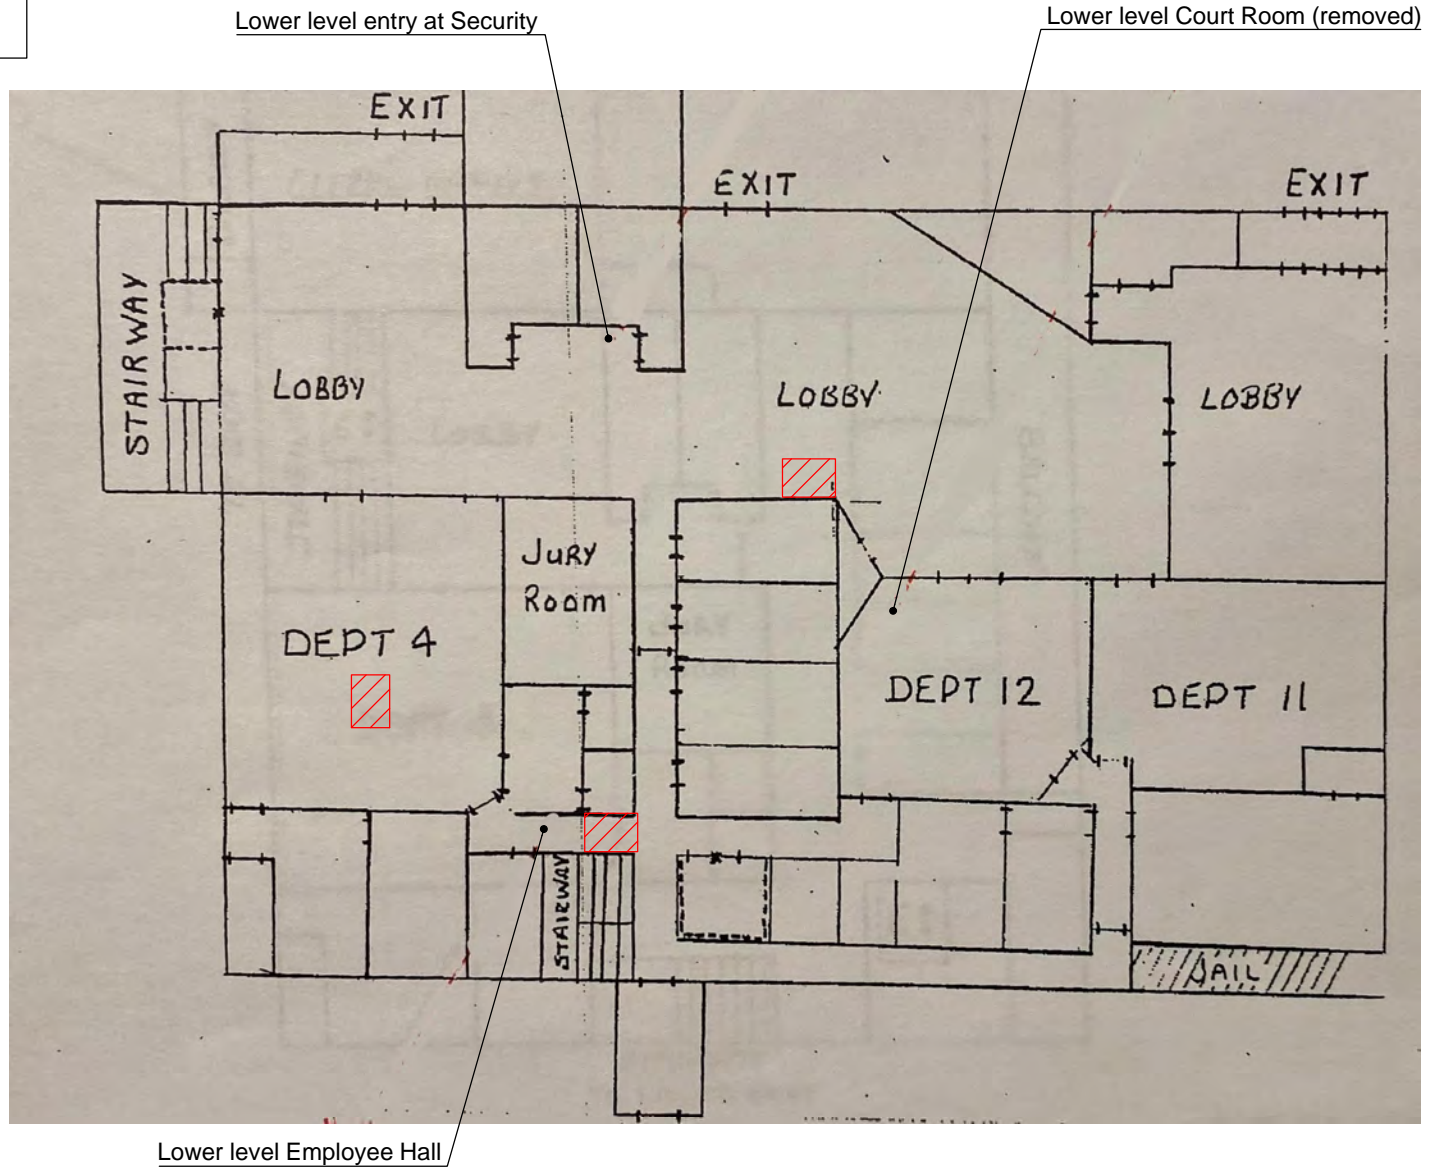 Lower level entry at Security
Lower level Court Room (removed)
EXIT
EXIT
EXIT
STAIRWAY
LOBBY
LOBBY
LOBBY
JURY
ROOM
DEPT 4
DEPT 12
DEPT 11
STAIRWAY
JAIL
Lower level Employee Hall